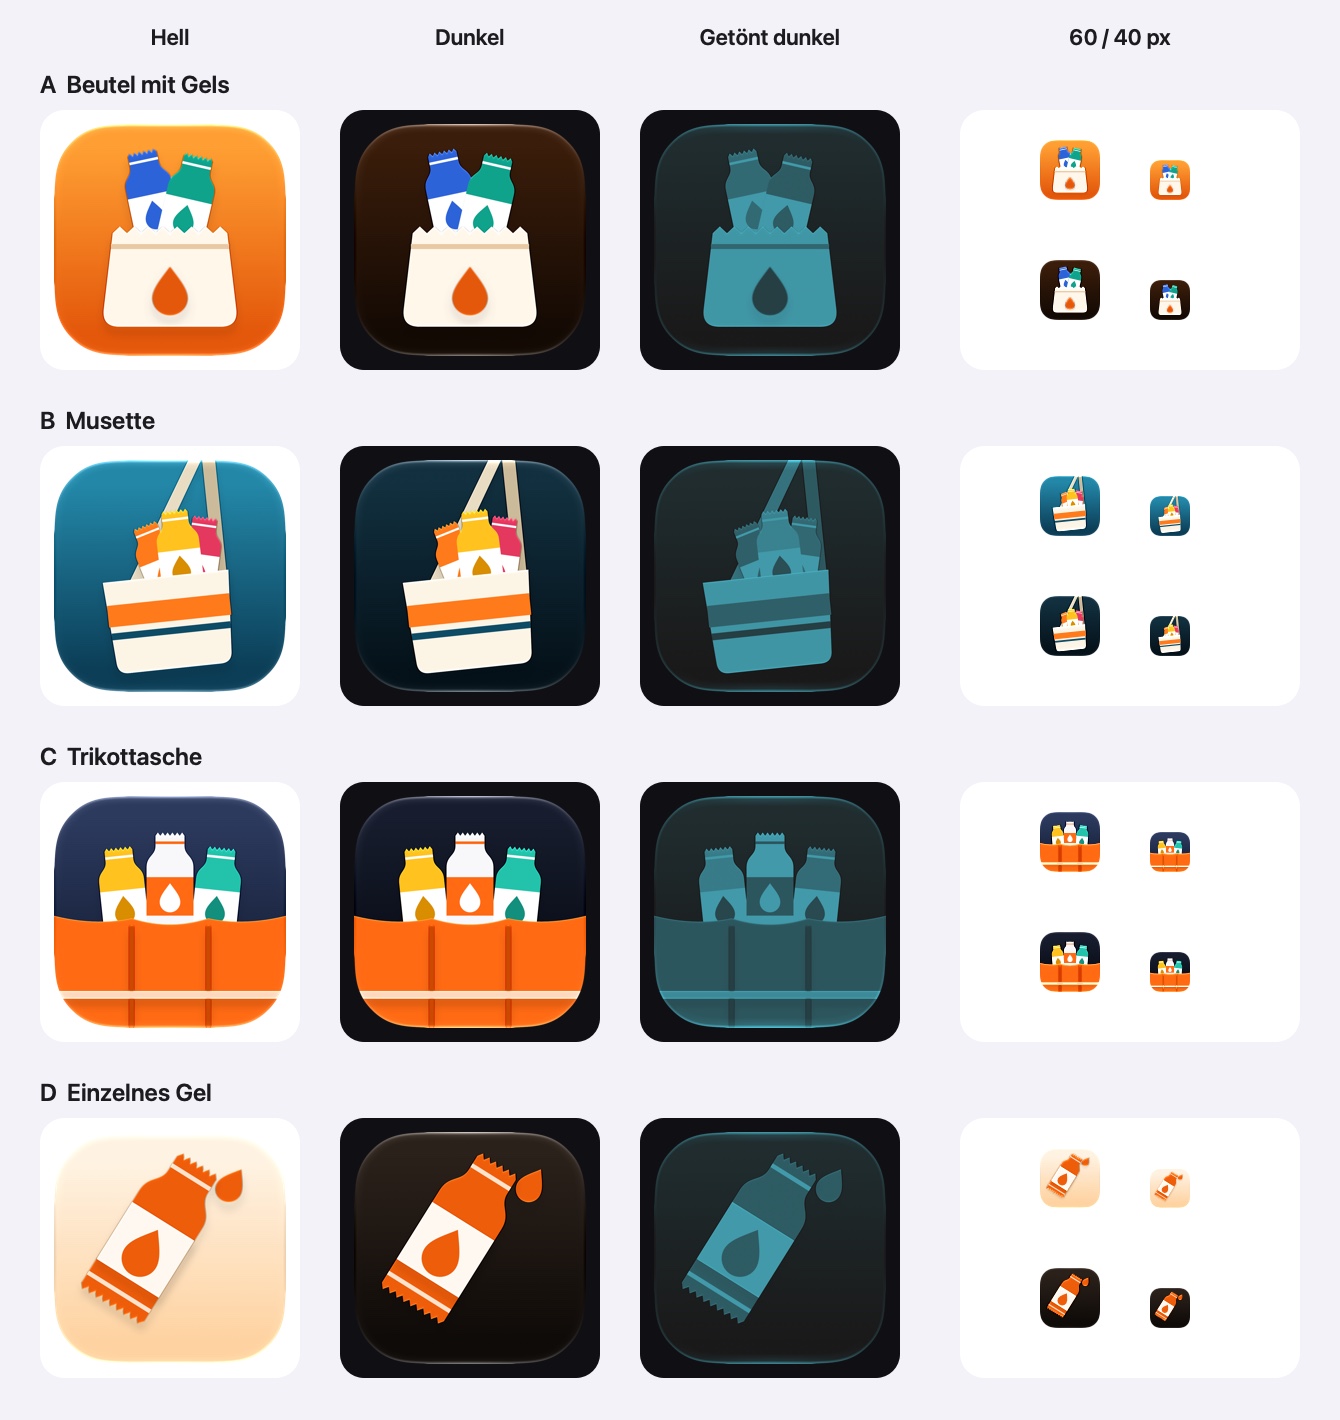 Hell
Dunkel
Getönt dunkel
60 / 40 px
A Beutel mit Gels
B Musette
C Trikottasche
D Einzelnes Gel